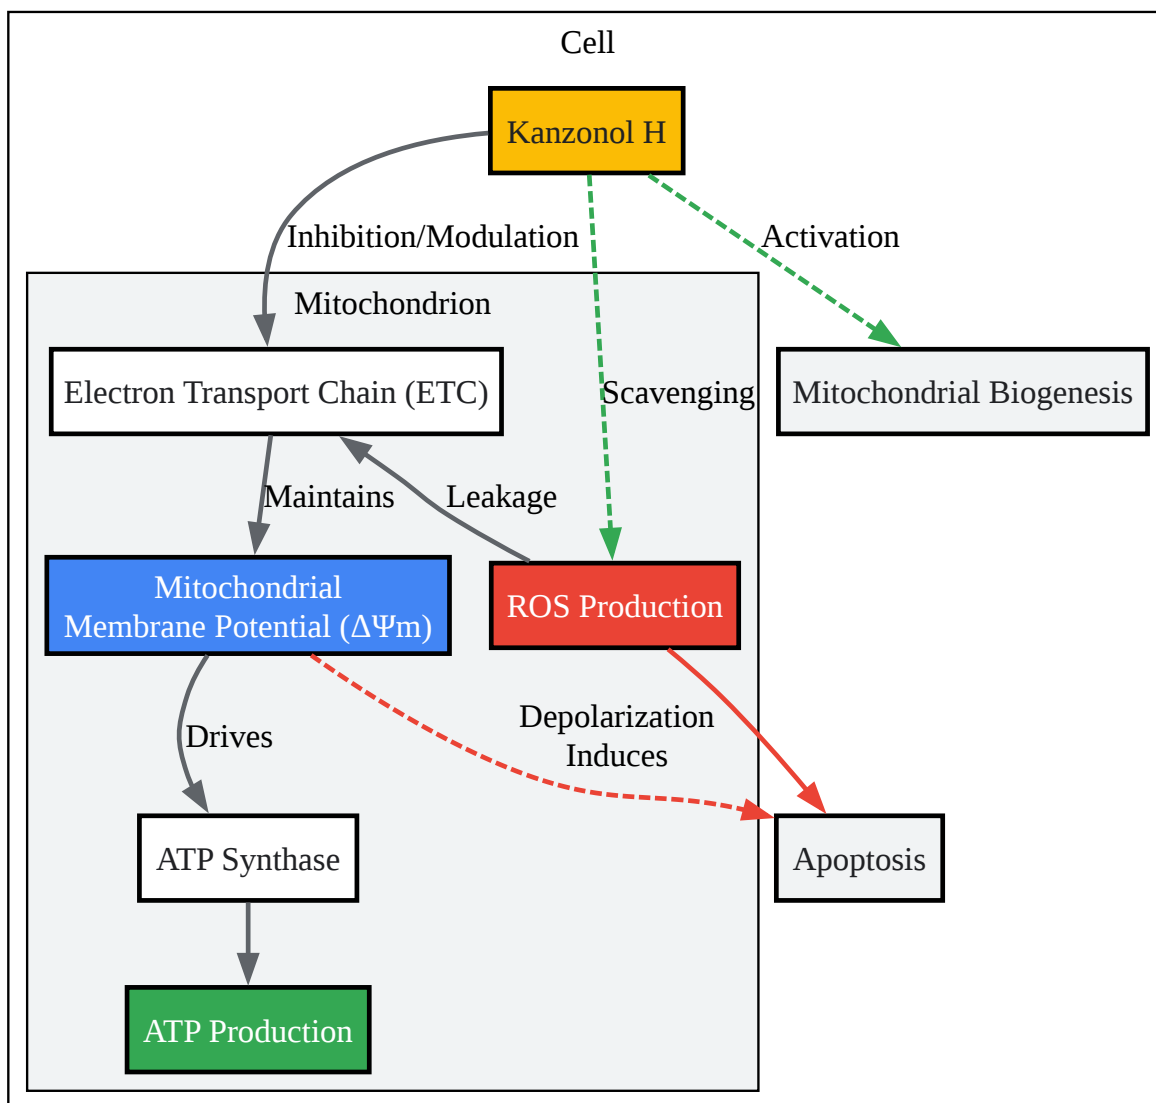 Cell
Kanzonol H
Inhibition/Modulation
Activation
Mitochondrion
Electron Transport Chain (ETC)
Scavenging
Mitochondrial Biogenesis
Maintains
Leakage
Mitochondrial
Membrane Potential (ΔΨm)
ROS Production
Drives
Depolarization
Induces
ATP Synthase
Apoptosis
ATP Production